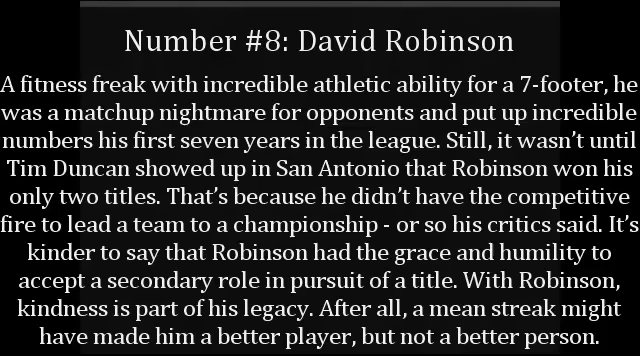 Number #8: David Robinson
A fitness freak with incredible athletic ability for a 7-footer, he
was a matchup nightmare for opponents and put up incredible
numbers his first seven years in the league. Still, it wasn’t until
Tim Duncan showed up in San Antonio that Robinson won his
only two titles. That’s because he didn’t have the competitive
fire to lead a team to a championship - or so his critics said. It’s
kinder to say that Robinson had the grace and humility to
accept a secondary role in pursuit of a title. With Robinson,
kindness is part of his legacy. After all, a mean streak might
have made him a better player, but not a better person.